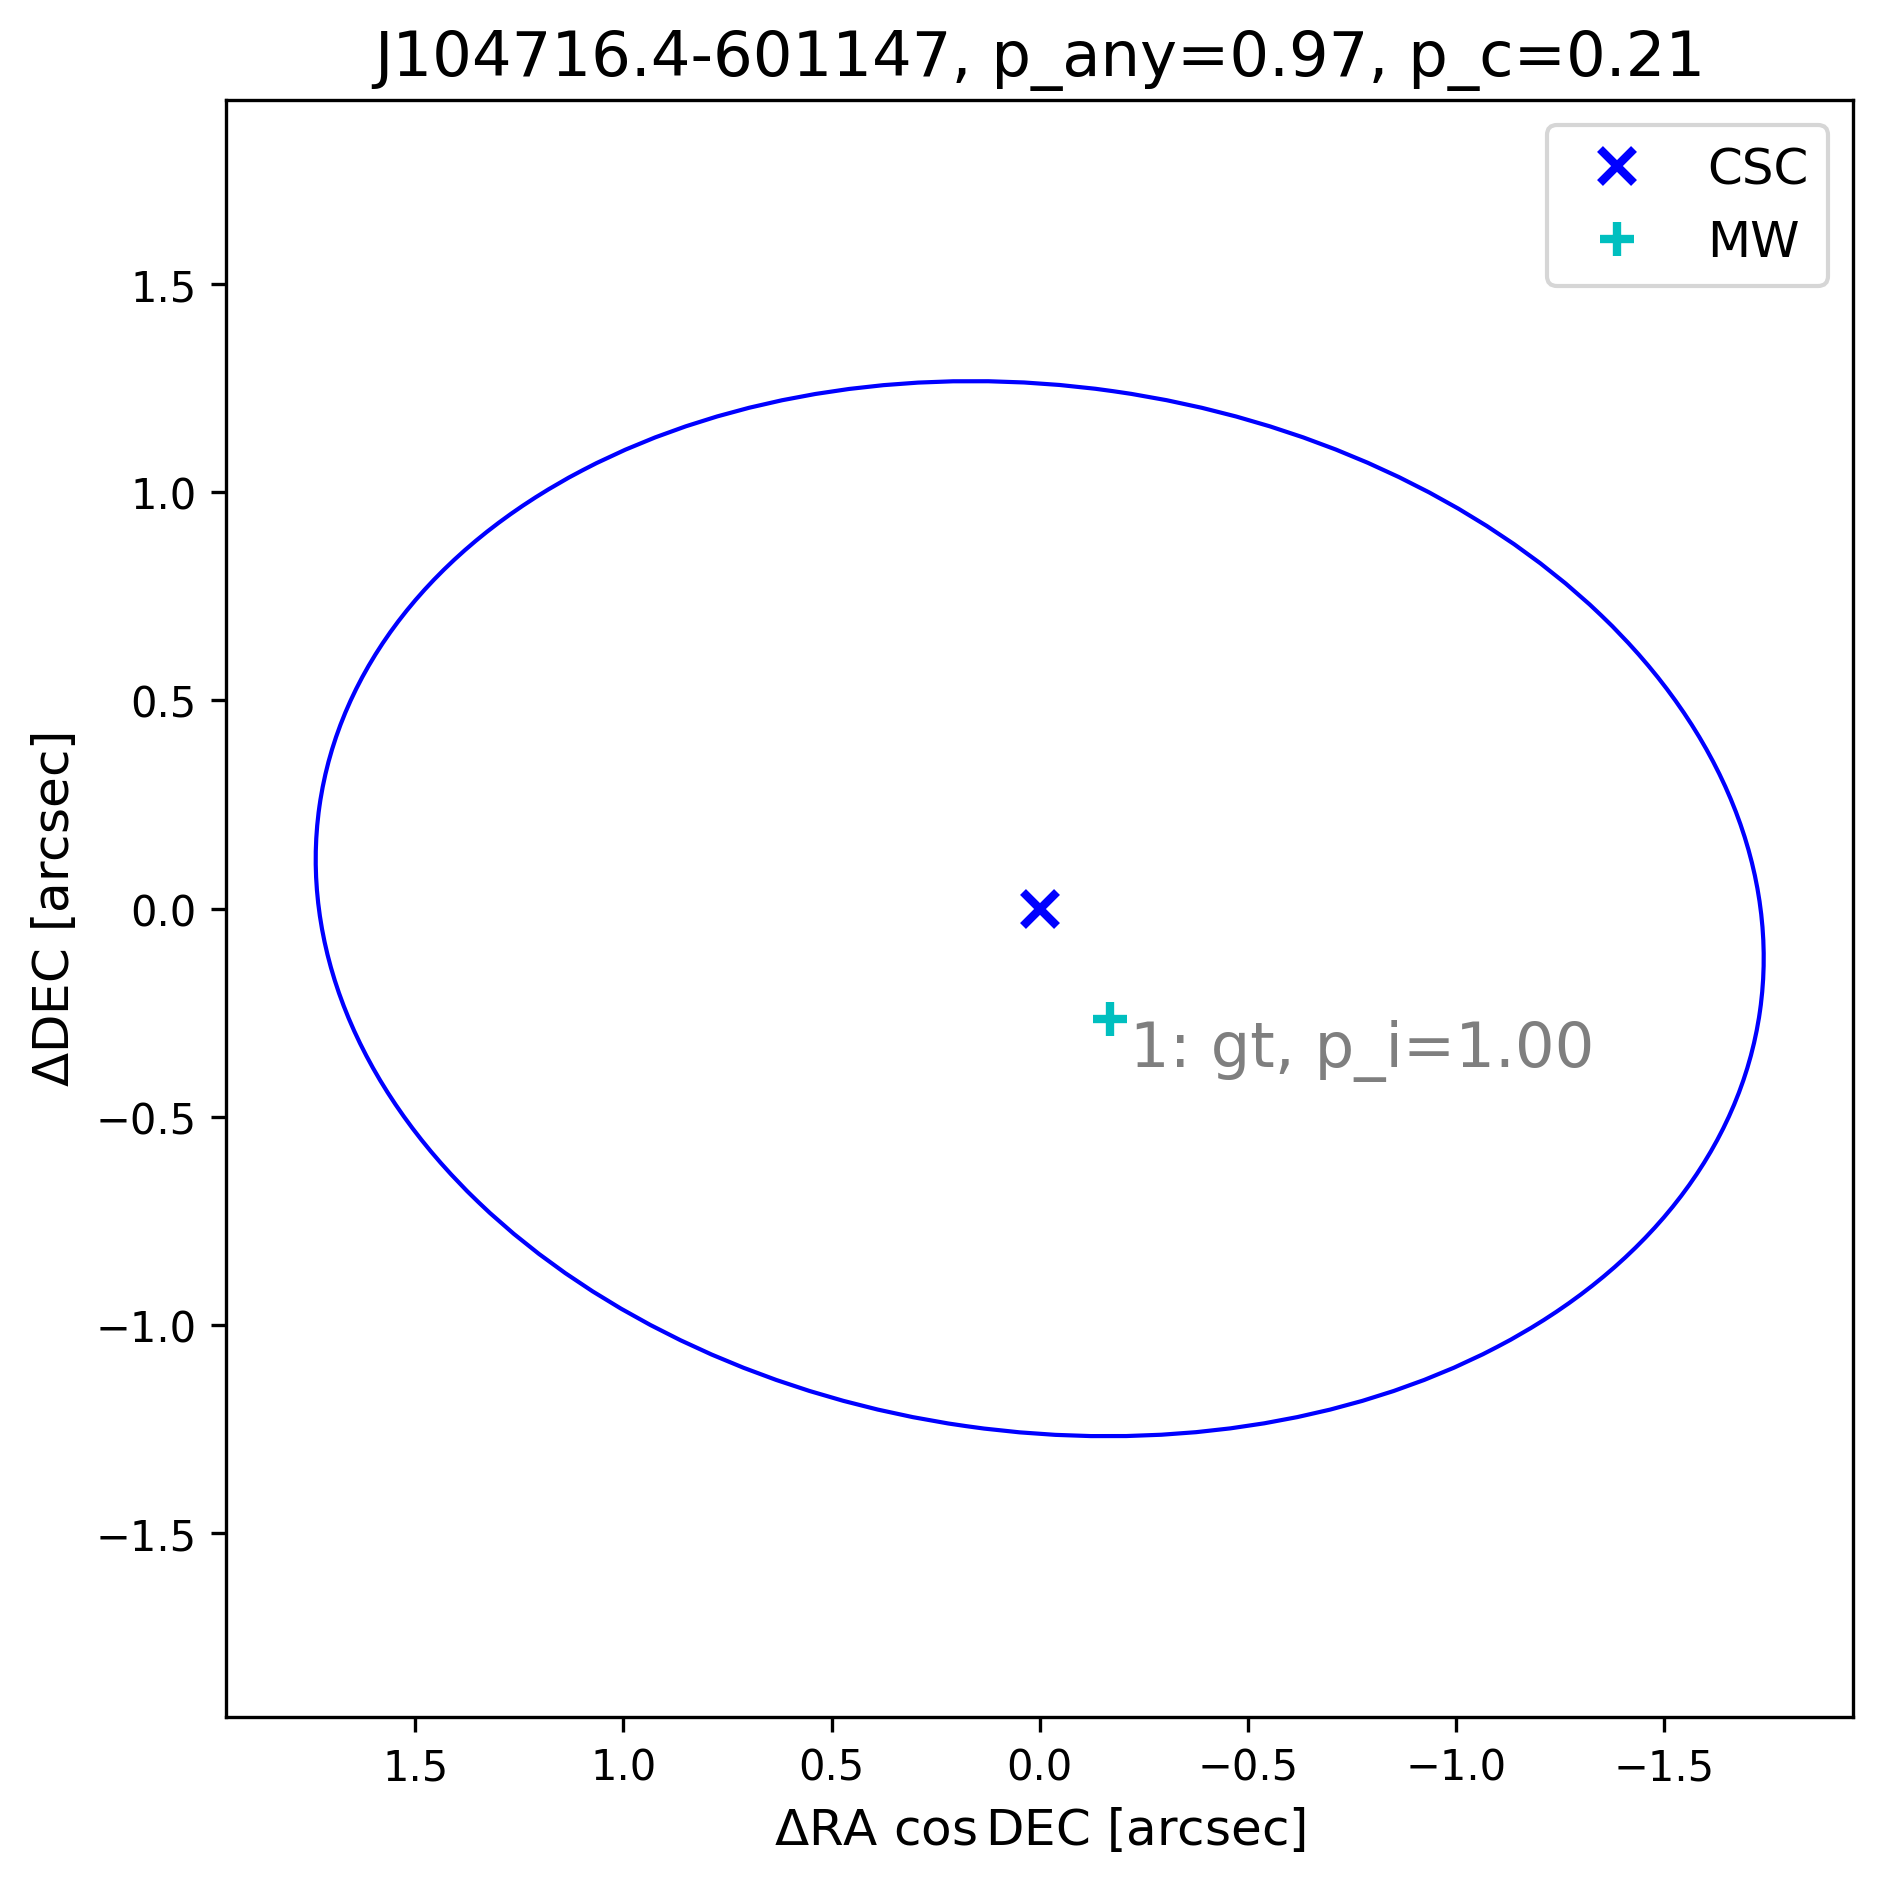 J104716.4-601147, p_any=0.97, p_c=0.21
CSC
MW
1.5
1.0
0.5
0.0
−0.5
−1.0
−1.5
ΔDEC [arcsec]
1: gt, p_i=1.00
1.5 1.0 0.5 0.0 −0.5 −1.0 −1.5
ΔRA cos DEC [arcsec]